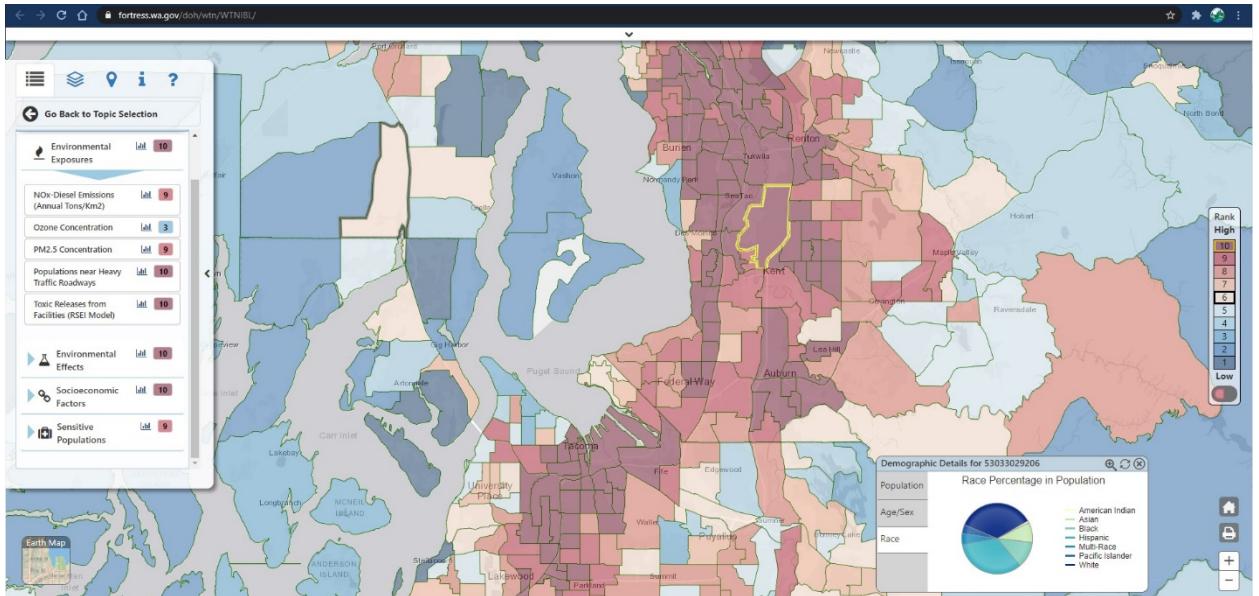 fortress.wa.gov/doh/wtn/WTNIBL/
Go Back to Topic Selection
Environmental
Exposures
10
NOx-Diesel Emissions
(Annual Tons/Km2)
9
Ozone Concentration
3
PM2.5 Concentration
9
Populations near Heavy
Traffic Roadways
10
Toxic Releases from
Facilities (RSEI Model)
10
Environmental
Effects
10
Socioeconomic
Factors
10
Sensitive
Populations
9
Earth Map
Port Orchard
Newcastle
Issaquah
North Bend
Renton
Burien
Tukwila
Normandy Park
Vashon
SeaTac
Hobart
Des Moines
Kent
Maple Valley
Covington
Ravensdale
Gig Harbor
Lea Hill
Puget Sound
Auburn
Federal Way
Artondale
Carr Inlet
Tacoma
Lakebay
Fife
Edgewood
University
Place
Longbranch
MCNEIL
ISLAND
Waller
Sumner
Puyallup
Bonney Lake
ANDERSON
ISLAND
Lakewood
Parkland
Summit
Rank
High
10
9
8
7
6
5
4
3
2
1
Low
Demographic Details for 53033029206
Population
Age/Sex
Race
Race Percentage in Population
American Indian
Asian
Black
Hispanic
Multi-Race
Pacific Islander
White